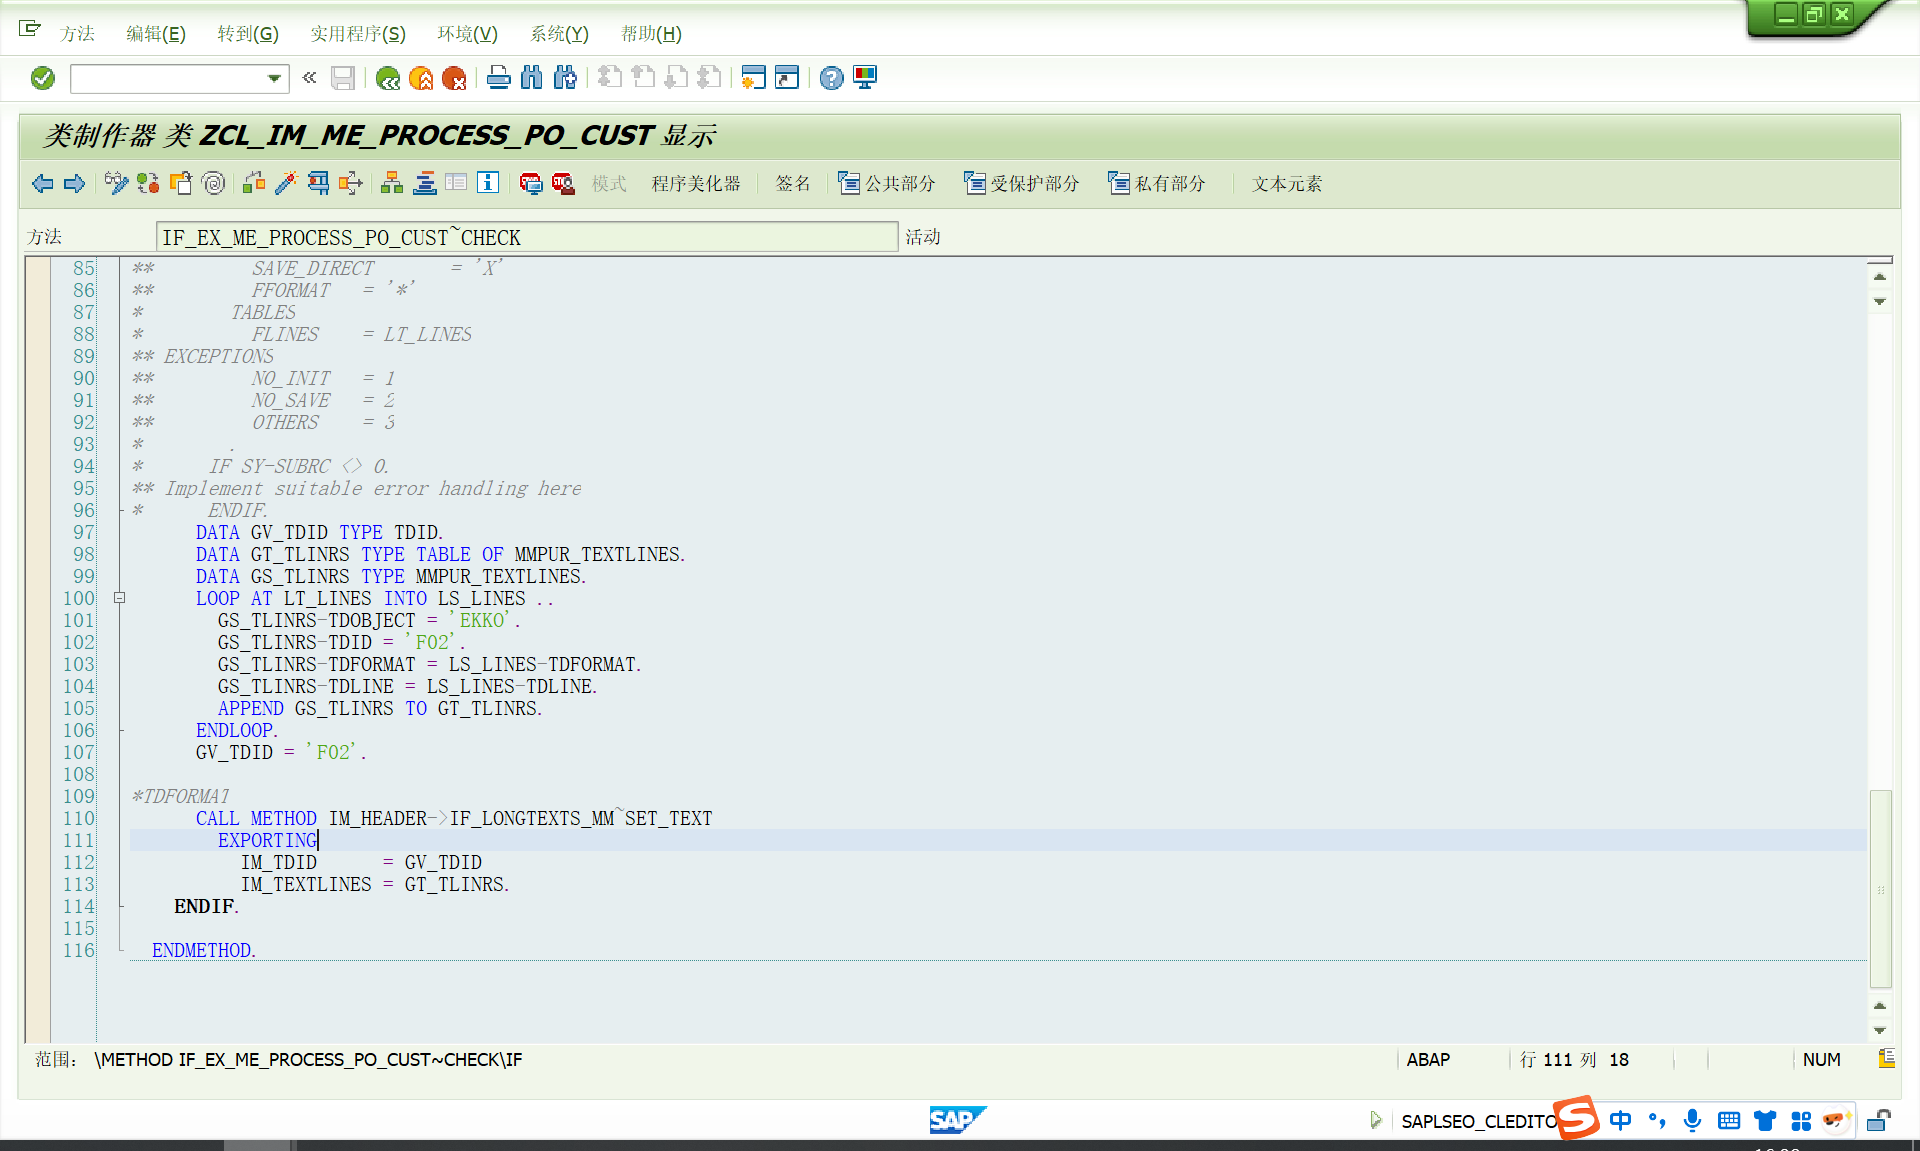 方法 编辑(E) 转到(G) 实用程序(S) 环境(V) 系统(Y) 帮助(H)
类制作器 类 ZCL_IM_ME_PROCESS_PO_CUST 显示
模式 程序美化器 签名 公共部分 受保护部分 私有部分 文本元素
方法 IF_EX_ME_PROCESS_PO_CUST~CHECK 活动
85 ** SAVE_DIRECT = 'X'
86 ** FFORMAT = '*'
87 * TABLES
88 * FLINES = LT_LINES
89 ** EXCEPTIONS
90 ** NO_INIT = 1
91 ** NO_SAVE = 2
92 ** OTHERS = 3
93 * .
94 * IF SY-SUBRC <> 0.
95 ** Implement suitable error handling here
96 * ENDIF.
97 DATA GV_TDID TYPE TDID.
98 DATA GT_TLINRS TYPE TABLE OF MMPUR_TEXTLINES.
99 DATA GS_TLINRS TYPE MMPUR_TEXTLINES.
100 LOOP AT LT_LINES INTO LS_LINES ..
101 GS_TLINRS-TDOBJECT = 'EKKO'.
102 GS_TLINRS-TDID = 'F02'.
103 GS_TLINRS-TDFORMAT = LS_LINES-TDFORMAT.
104 GS_TLINRS-TDLINE = LS_LINES-TDLINE.
105 APPEND GS_TLINRS TO GT_TLINRS.
106 ENDLOOP.
107 GV_TDID = 'F02'.
108
109 *TDFORMAT
110 CALL METHOD IM_HEADER->IF_LONGTEXTS_MM~SET_TEXT
111 EXPORTING
112 IM_TDID = GV_TDID
113 IM_TEXTLINES = GT_TLINRS.
114 ENDIF.
115
116 ENDMETHOD.
范围： \METHOD IF_EX_ME_PROCESS_PO_CUST~CHECK\IF ABAP 行 111 列 18 NUM
SAP SAPLSEO_CLEDITO 中